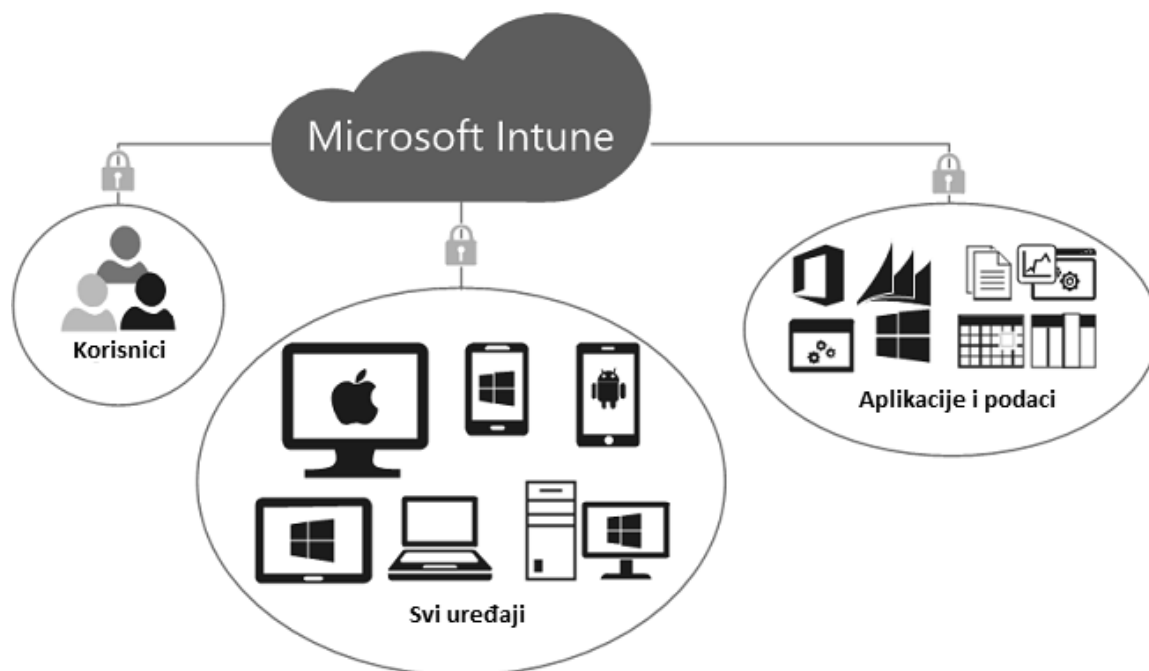 Microsoft Intune
Korisnici
Svi uređaji
Aplikacije i podaci